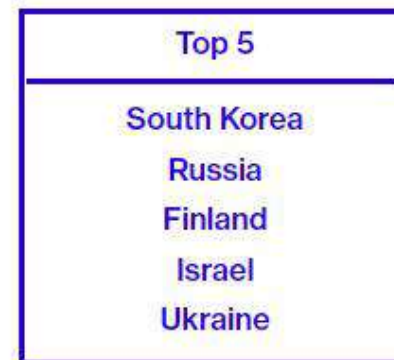 Top 5
South Korea
Russia
Finland
Israel
Ukraine